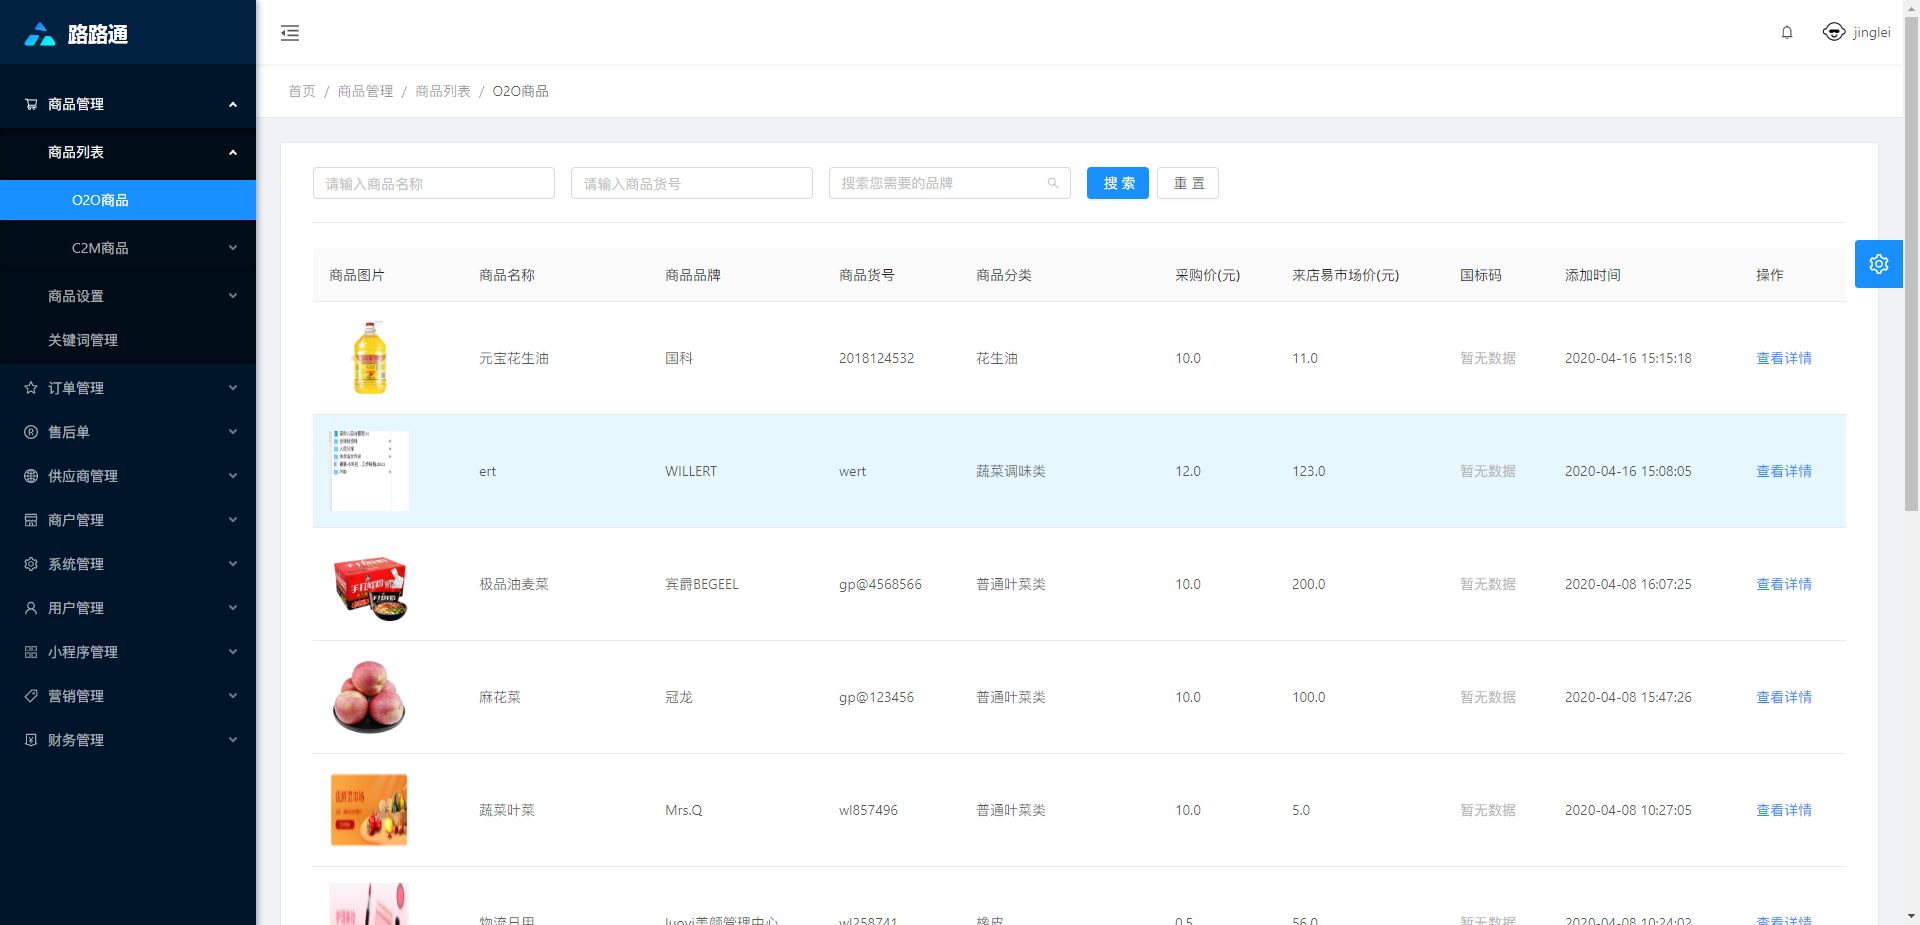 路路通
jinglei
首页 / 商品管理 / 商品列表 / O2O商品
商品管理
商品列表
O2O商品
C2M商品
商品设置
关键词管理
订单管理
售后单
供应商管理
商户管理
系统管理
用户管理
小程序管理
营销管理
财务管理
请输入商品名称 请输入商品货号 搜索您需要的品牌 搜 索 重 置
商品图片 商品名称 商品品牌 商品货号 商品分类 采购价(元) 来店易市场价(元) 国标码 添加时间 操作
元宝花生油 国科 2018124532 花生油 10.0 11.0 暂无数据 2020-04-16 15:15:18 查看详情
ert WILLERT wert 蔬菜调味类 12.0 123.0 暂无数据 2020-04-16 15:08:05 查看详情
极品油麦菜 宾爵BEGEEL gp@4568566 普通叶菜类 10.0 200.0 暂无数据 2020-04-08 16:07:25 查看详情
麻花菜 冠龙 gp@123456 普通叶菜类 10.0 100.0 暂无数据 2020-04-08 15:47:26 查看详情
蔬菜叶菜 Mrs.Q wl857496 普通叶菜类 10.0 5.0 暂无数据 2020-04-08 10:27:05 查看详情
物流日用 luoyi美颜管理中心 wl258741 橡皮 0.5 56.0 暂无数据 2020-04-08 10:24:02 查看详情